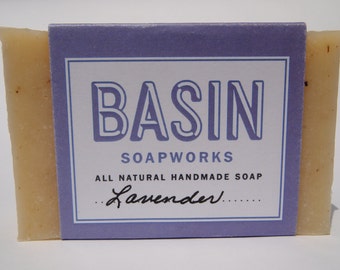 BASIN
SOAPWORKS
ALL NATURAL HANDMADE SOAP
..Lavender.......